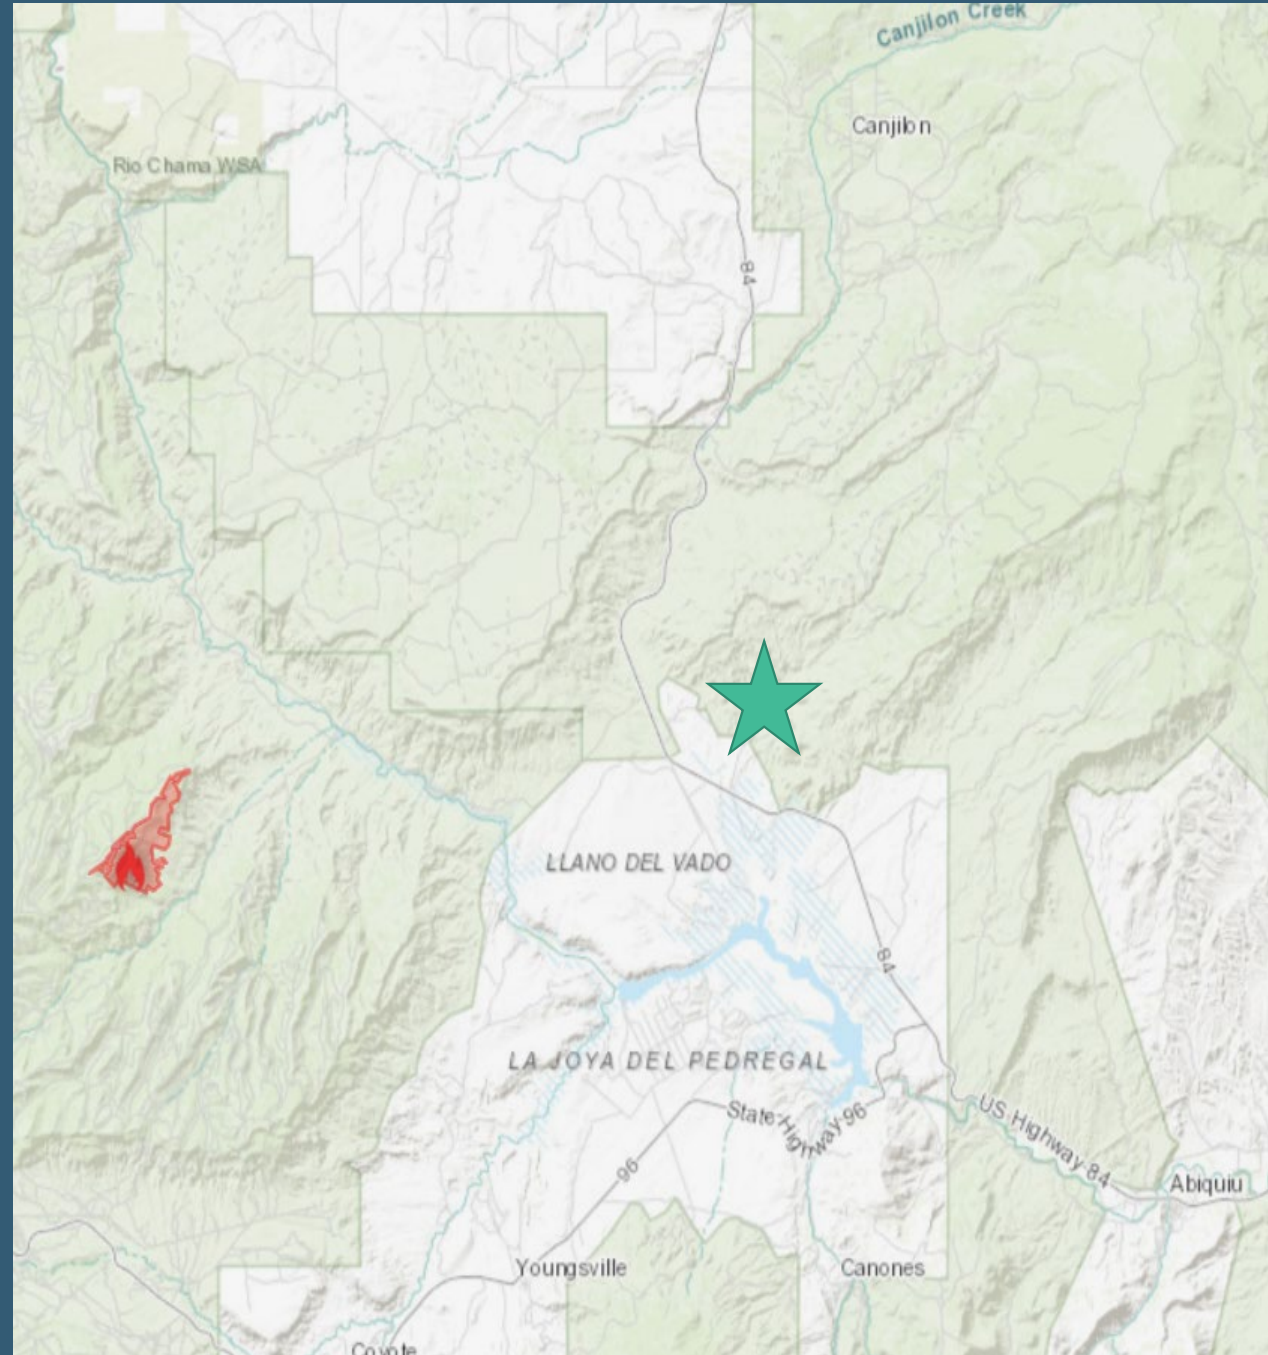 Canjilon Creek
Canjilon
Rio Chama WSA
84
LLANO DEL VADO
84
LA JOYA DEL PEDREGAL
State Highway 96
US Highway 84
96
Abiquiu
Youngsville
Canones
Coyote